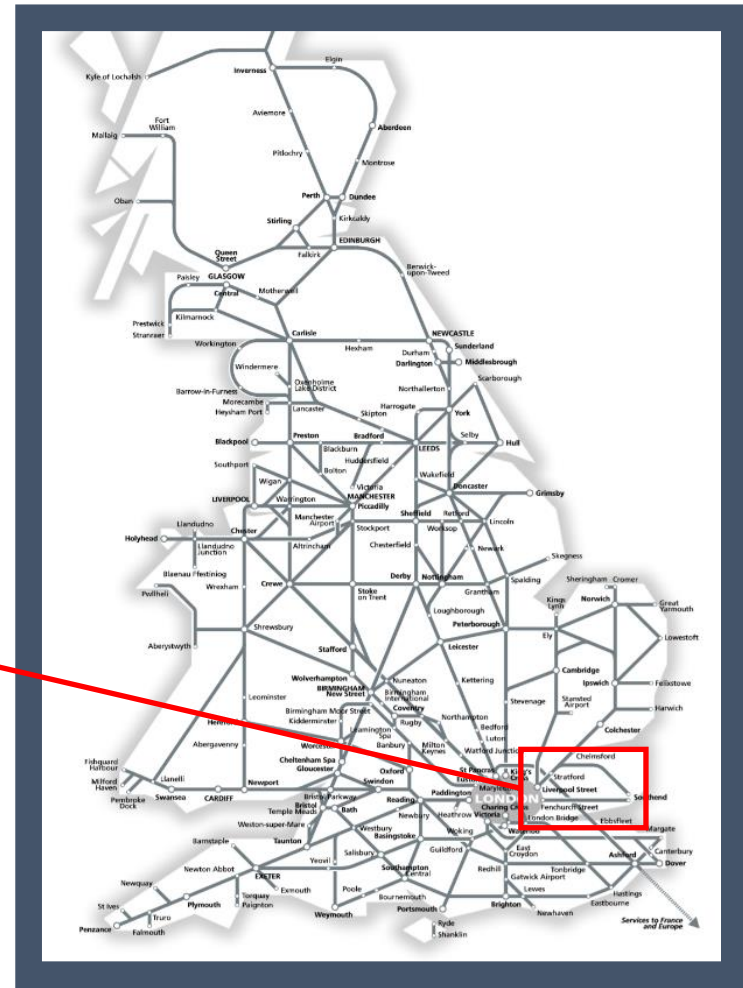 Elgin
Inverness
Kyle of Lochalsh
Aviemore
Fort
William
Aberdeen
Mallaig
Pitlochry
Montrose
Perth
Dundee
Oban
Stirling
Kirkcaldy
EDINBURGH
Queen
Street
Falkirk
GLASGOW
Central
Paisley
Motherwell
Berwick-
upon-Tweed
Kilmarnock
Prestwick
Stranraer
Carlisle
NEWCASTLE
Workington
Hexham
Sunderland
Durham
Darlington
Middlesbrough
Windermere
Scarborough
Oxenholme
Lake District
Northallerton
Barrow-in-Furness
Morecambe
Heysham Port
Lancaster
Harrogate
York
Skipton
Blackpool
Preston
Blackburn
Bradford
LEEDS
Selby
Hull
Southport
Bolton
Huddersfield
Wakefield
Wigan
Victoria
MANCHESTER
Piccadilly
Doncaster
Grimsby
LIVERPOOL
Warrington
Manchester
Airport
Stockport
Sheffield
Retford
Worksop
Lincoln
Llandudno
Holyhead
Llandudno
Junction
Chester
Altrincham
Chesterfield
Newark
Skegness
Blaenau Ffestiniog
Wrexham
Crewe
Stoke
on Trent
Derby
Nottingham
Grantham
Spalding
Sheringham
Cromer
Pwllheli
Kings
Lynn
Norwich
Great
Yarmouth
Loughborough
Shrewsbury
Peterborough
Ely
Lowestoft
Aberystwyth
Stafford
Leicester
Wolverhampton
BIRMINGHAM
New Street
Nuneaton
Birmingham
International
Kettering
Cambridge
Ipswich
Felixstowe
Leominster
Birmingham Moor Street
Coventry
Rugby
Northampton
Stevenage
Stansted
Airport
Harwich
Hereford
Kidderminster
Leamington
Spa
Bedford
Colchester
Abergavenny
Worcester
Banbury
Milton
Keynes
Luton
Watford Junction
Chelmsford
Fishguard
Harbour
Cheltenham Spa
Gloucester
Oxford
St Pancras
King's
Cross
Euston
Stratford
Milford
Haven
Llanelli
Newport
Swindon
Marylebone
Liverpool Street
Pembroke
Dock
Swansea
CARDIFF
Bristol Parkway
Reading
Paddington
LONDON
Fenchurch Street
Southend
Bristol
Temple Meads
Bath
Newbury
Heathrow
Charing Cross
Victoria
London Bridge
Ebbsfleet
Weston-super-Mare
Westbury
Basingstoke
Woking
Waterloo
Margate
Barnstaple
Taunton
Salisbury
Guildford
East
Croydon
Canterbury
Ashford
Dover
Newton Abbot
Yeovil
EXETER
Southampton
Central
Redhill
Tonbridge
Gatwick Airport
Newquay
Exmouth
Poole
Lewes
Hastings
St Ives
Plymouth
Torquay
Paignton
Bournemouth
Brighton
Eastbourne
Truro
Weymouth
Portsmouth
Newhaven
Penzance
Falmouth
Ryde
Shanklin
Services to France
and Europe